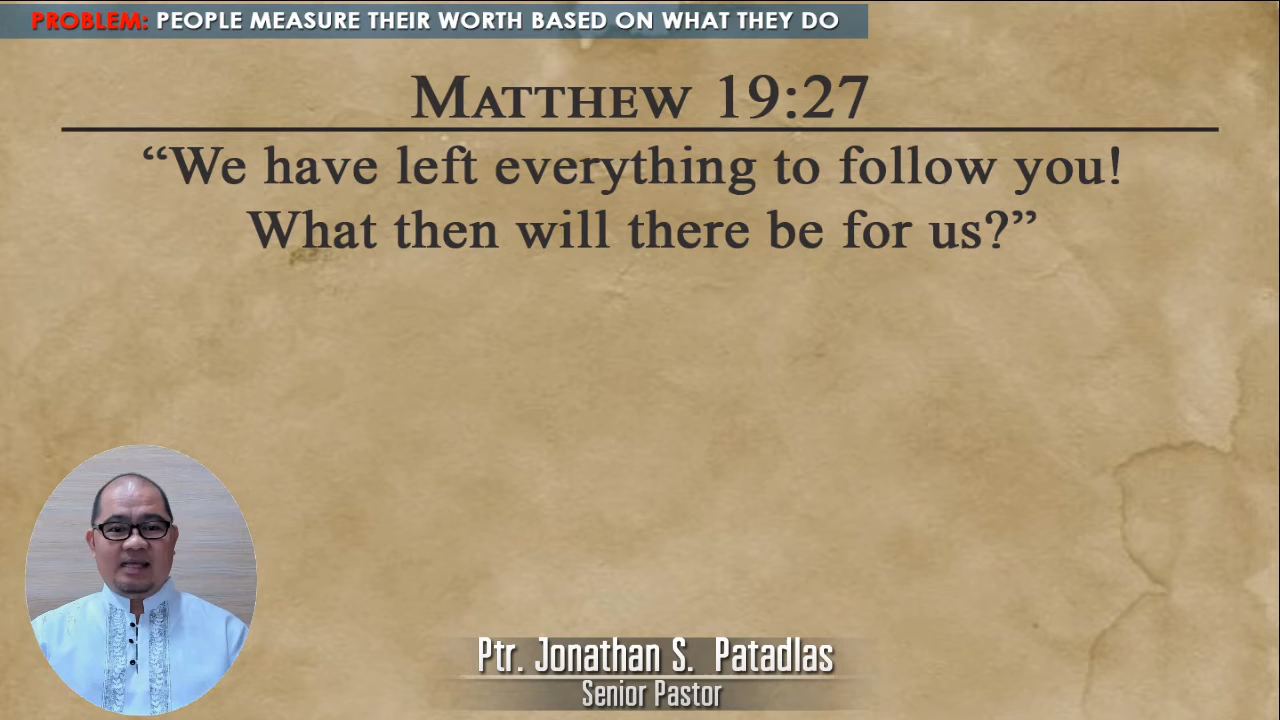 PROBLEM: PEOPLE MEASURE THEIR WORTH BASED ON WHAT THEY DO
MATTHEW 19:27
“We have left everything to follow you!
What then will there be for us?”
Ptr. Jonathan S. Patadlas
Senior Pastor